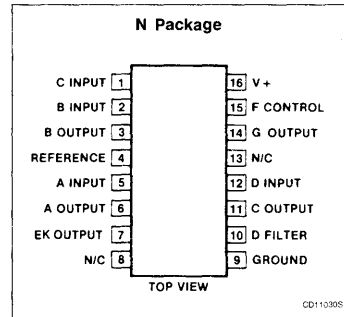 N Package
C INPUT 1
B INPUT 2
B OUTPUT 3
REFERENCE 4
A INPUT 5
A OUTPUT 6
EK OUTPUT 7
N/C 8
16 V+
15 F CONTROL
14 G OUTPUT
13 N/C
12 D INPUT
11 C OUTPUT
10 D FILTER
9 GROUND
TOP VIEW
CD11030S